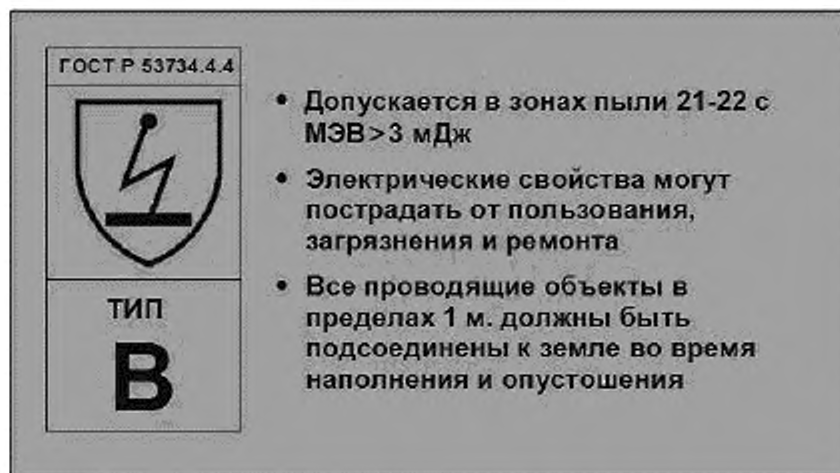 ГОСТ Р 53734.4.4
ТИП
В
• Допускается в зонах пыли 21-22 с
МЭВ>3 мДж
• Электрические свойства могут
пострадать от пользования,
загрязнения и ремонта
• Все проводящие объекты в
пределах 1 м. должны быть
подсоединены к земле во время
наполнения и опустошения